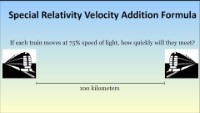 Special Relativity Velocity Addition Formula
If each train moves at 75% speed of light, how quickly will they meet?
100 kilometers